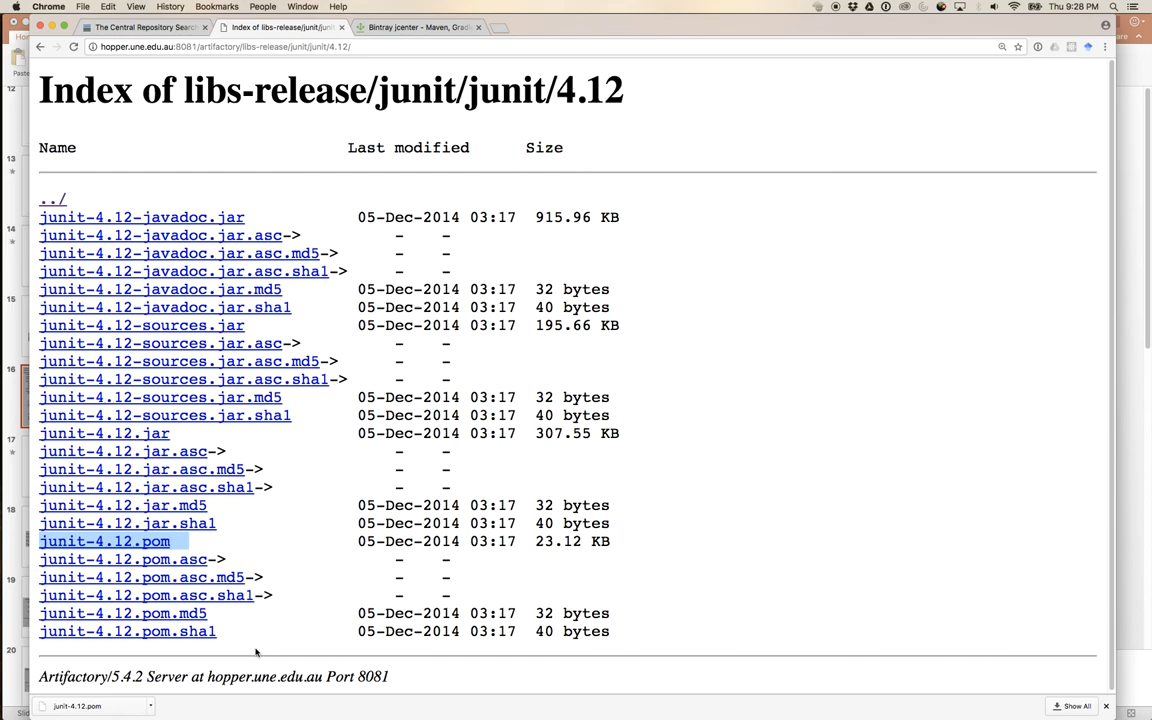 Chrome File Edit View History Bookmarks People Window Help Thu 9:28 PM
The Central Repository Search Index of libs-release/junit/junit/ Bintray jcenter - Maven, Gradle
hopper.une.edu.au:8081/artifactory/libs-release/junit/junit/4.12/
Paste
Share
Index of libs-release/junit/junit/4.12
Name Last modified Size
../
junit-4.12-javadoc.jar 05-Dec-2014 03:17 915.96 KB
junit-4.12-javadoc.jar.asc-> - -
junit-4.12-javadoc.jar.asc.md5-> - -
junit-4.12-javadoc.jar.asc.sha1-> - -
junit-4.12-javadoc.jar.md5 05-Dec-2014 03:17 32 bytes
junit-4.12-javadoc.jar.sha1 05-Dec-2014 03:17 40 bytes
junit-4.12-sources.jar 05-Dec-2014 03:17 195.66 KB
junit-4.12-sources.jar.asc-> - -
junit-4.12-sources.jar.asc.md5-> - -
junit-4.12-sources.jar.asc.sha1-> - -
junit-4.12-sources.jar.md5 05-Dec-2014 03:17 32 bytes
junit-4.12-sources.jar.sha1 05-Dec-2014 03:17 40 bytes
junit-4.12.jar 05-Dec-2014 03:17 307.55 KB
junit-4.12.jar.asc-> - -
junit-4.12.jar.asc.md5-> - -
junit-4.12.jar.asc.sha1-> - -
junit-4.12.jar.md5 05-Dec-2014 03:17 32 bytes
junit-4.12.jar.sha1 05-Dec-2014 03:17 40 bytes
junit-4.12.pom 05-Dec-2014 03:17 23.12 KB
junit-4.12.pom.asc-> - -
junit-4.12.pom.asc.md5-> - -
junit-4.12.pom.asc.sha1-> - -
junit-4.12.pom.md5 05-Dec-2014 03:17 32 bytes
junit-4.12.pom.sha1 05-Dec-2014 03:17 40 bytes
Artifactory/5.4.2 Server at hopper.une.edu.au Port 8081
junit-4.12.pom Show All
12
13
14
15
16
17
18
19
20